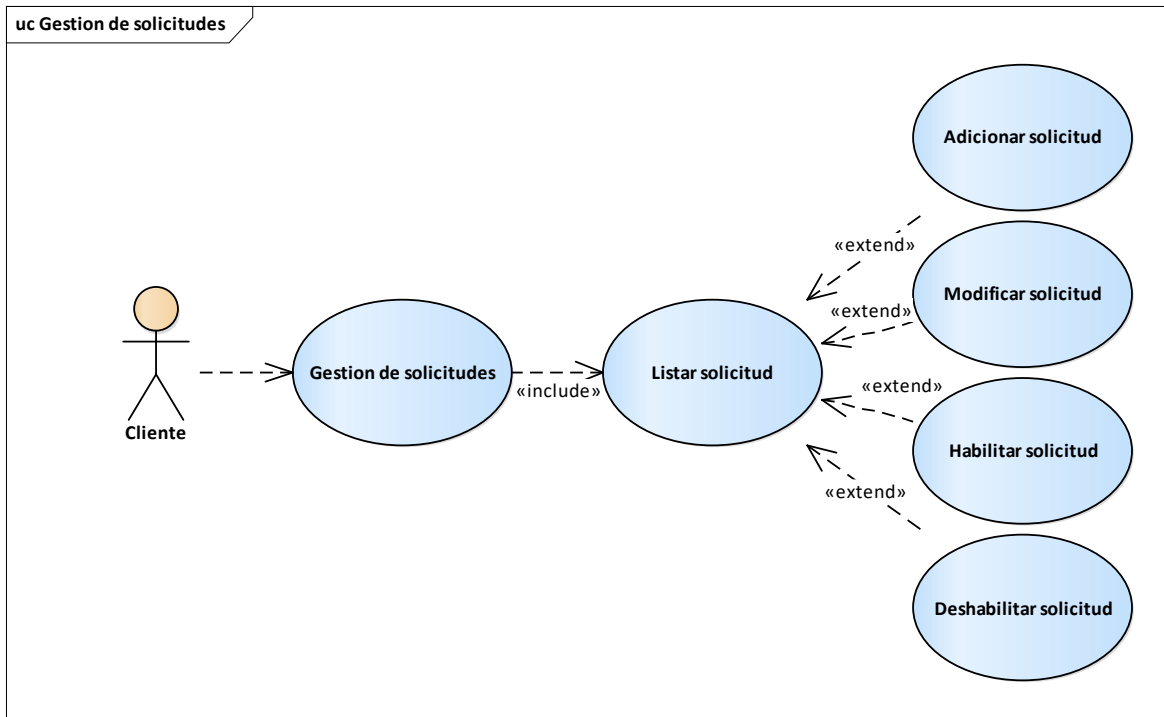 uc Gestion de solicitudes
Adicionar solicitud
«extend»
Modificar solicitud
«extend»
Gestion de solicitudes
«include»
Listar solicitud
«extend»
Cliente
Habilitar solicitud
«extend»
Deshabilitar solicitud